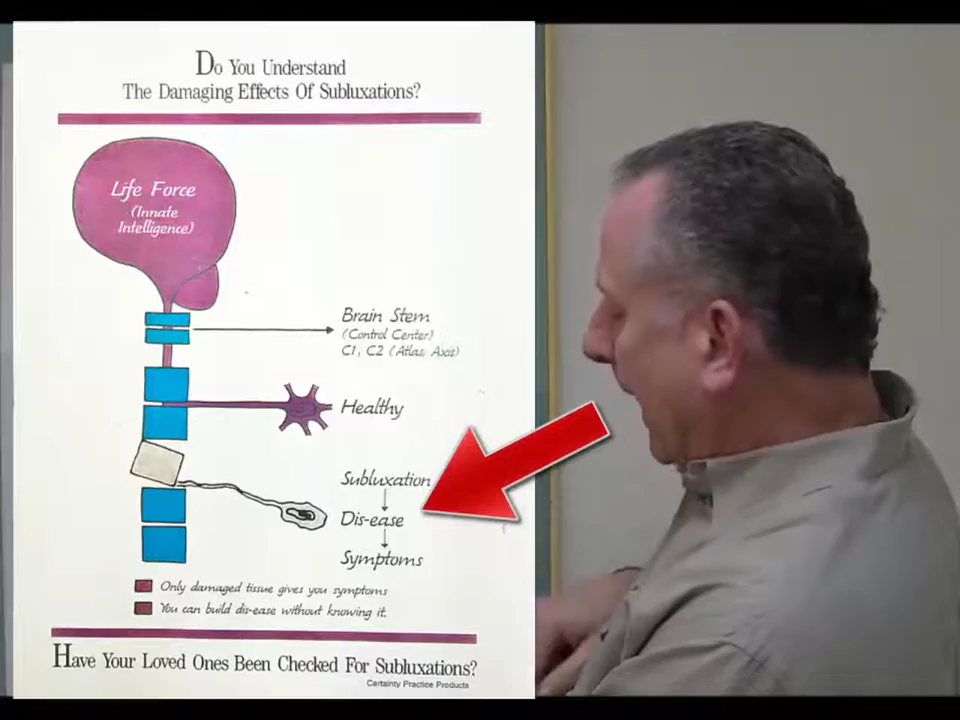 Do You Understand
The Damaging Effects Of Subluxations?
Life Force
(Innate
Intelligence)
Brain Stem
(Control Center)
C1, C2 (Atlas, Axis)
Healthy
Subluxation
Dis-ease
Symptoms
Only damaged tissue gives you symptoms
You can build dis-ease without knowing it.
Have Your Loved Ones Been Checked For Subluxations?
Certainty Practice Products